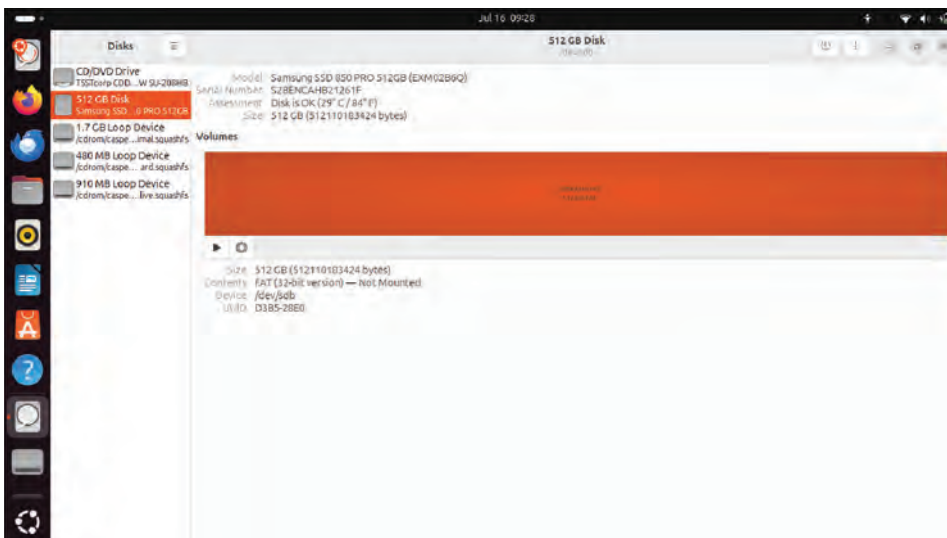 Jul 16 09:28
Disks
512 GB Disk
/dev/sdb
CD/DVD Drive
TSSTcorp CDD...W SU-208HB
512 GB Disk
Samsung SSD ...0 PRO 512GB
1.7 GB Loop Device
/cdrom/caspe...imal.squashfs
480 MB Loop Device
/cdrom/caspe... ard.squashfs
910 MB Loop Device
/cdrom/caspe... live.squashfs
Model Samsung SSD 850 PRO 512GB (EXM02B6Q)
Serial Number S2BENCAHB21261F
Assessment Disk is OK (29° C / 84° F)
Size 512 GB (512110183424 bytes)
Volumes
Size 512 GB (512110183424 bytes)
Contents FAT (32-bit version) — Not Mounted
Device /dev/sdb
UUID D3B5-28E0